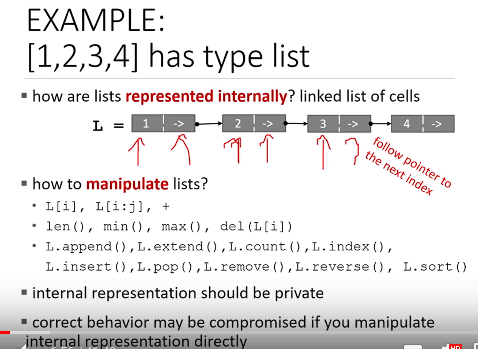 EXAMPLE:
[1,2,3,4] has type list
▪ how are lists represented internally? linked list of cells
L = 1 -> 2 -> 3 -> 4 ->
follow pointer to
the next index
▪ how to manipulate lists?
• L[i], L[i:j], +
• len(), min(), max(), del(L[i])
• L.append(),L.extend(),L.count(),L.index(),
L.insert(),L.pop(),L.remove(),L.reverse(), L.sort()
▪ internal representation should be private
▪ correct behavior may be compromised if you manipulate
internal representation directly
HD